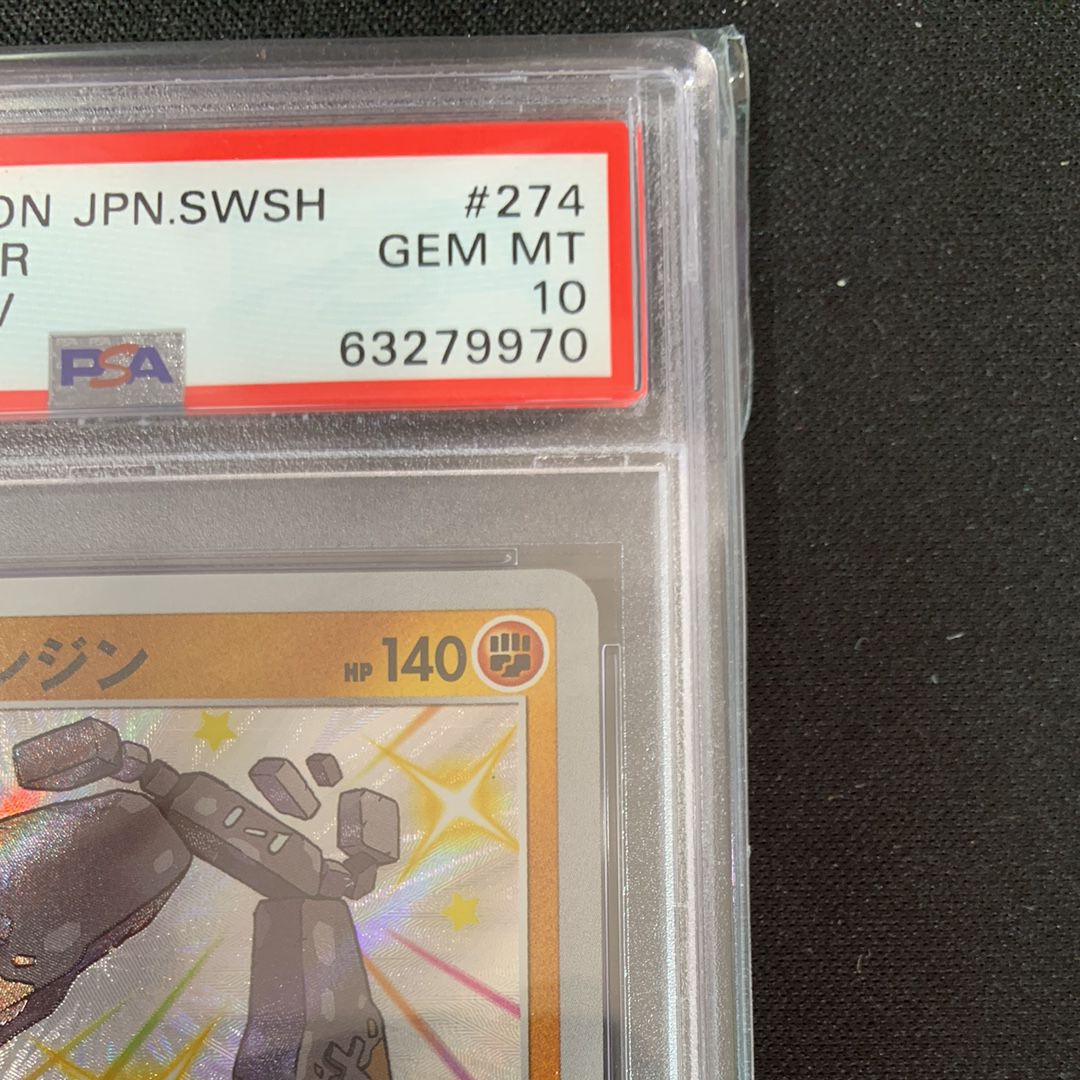 ON JPN.SWSH #274
R GEM MT
V 10
PSA 63279970
ンジン HP 140